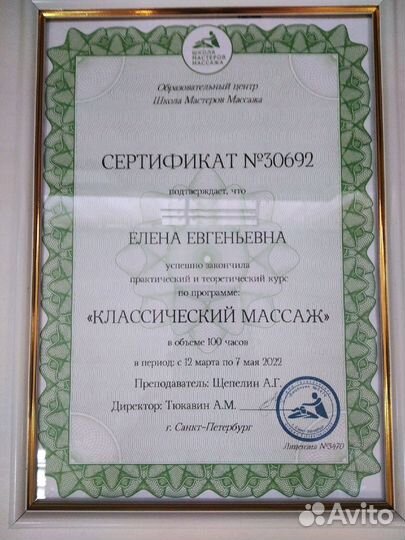 ШКОЛА
МАСТЕРОВ
МАССАЖА
Образовательный центр
Школа Мастеров Массажа
СЕРТИФИКАТ №30692
подтверждает, что
ЕЛЕНА ЕВГЕНЬЕВНА
успешно закончила
практический и теоретический курс
по программе:
«КЛАССИЧЕСКИЙ МАССАЖ»
в объеме 100 часов
в период: с 12 марта по 7 мая 2022
Преподаватель: Щепелин А.Г.
Директор: Тюкавин А.М.
г. Санкт-Петербург
Лицензия №3470
Avito